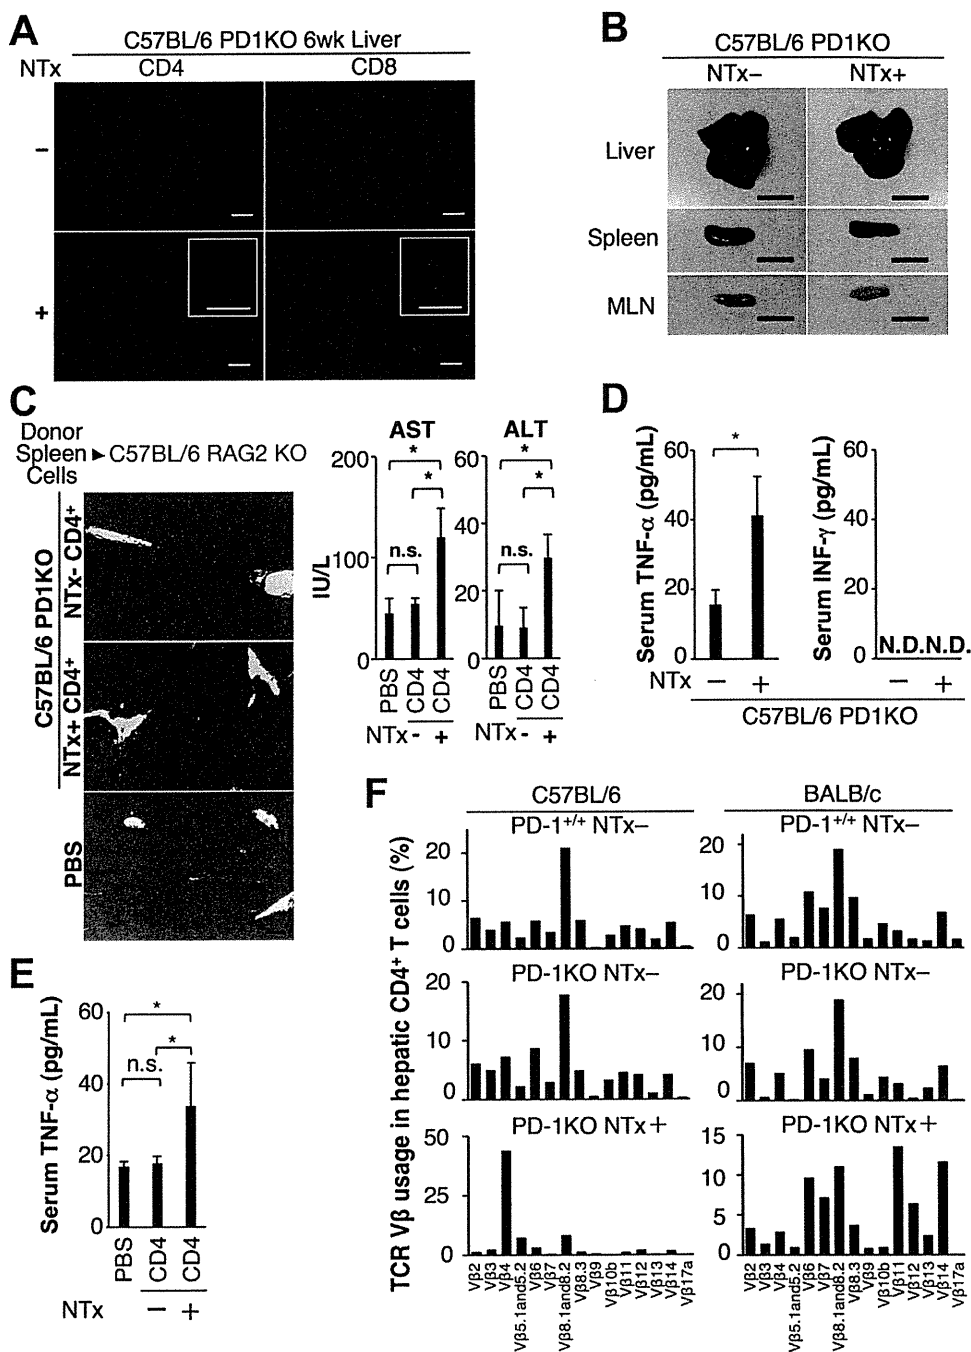 A
C57BL/6 PD1KO 6wk Liver
NTx CD4 CD8
−
+
B
C57BL/6 PD1KO
NTx− NTx+
Liver
Spleen
MLN
C
Donor
Spleen ▶ C57BL/6 RAG2 KO
Cells
C57BL/6 PD1KO
NTx- CD4+
NTx+ CD4+
PBS
AST
*
*
n.s.
200
100
0
IU/L
PBS
CD4
CD4
NTx - +
ALT
*
*
n.s.
60
40
20
0
PBS
CD4
CD4
NTx - +
D
Serum TNF-α (pg/mL)
60
40
20
0
*
NTx − +
Serum INF-γ (pg/mL)
60
40
20
0
N.D. N.D.
− +
C57BL/6 PD1KO
E
Serum TNF-α (pg/mL)
60
40
20
0
*
*
n.s.
PBS
CD4
CD4
NTx − +
F
C57BL/6 BALB/c
TCR Vβ usage in hepatic CD4+ T cells (%)
PD-1+/+ NTx− PD-1+/+ NTx−
20 20
10 10
0 0
PD-1KO NTx− PD-1KO NTx−
20 20
10 10
0 0
PD-1KO NTx+ PD-1KO NTx+
50
25
0
15
10
5
0
Vβ2
Vβ3
Vβ4
Vβ5.1and5.2
Vβ6
Vβ7
Vβ8.1and8.2
Vβ8.3
Vβ9
Vβ10b
Vβ11
Vβ12
Vβ13
Vβ14
Vβ17a
Vβ2
Vβ3
Vβ4
Vβ5.1and5.2
Vβ6
Vβ7
Vβ8.1and8.2
Vβ8.3
Vβ9
Vβ10b
Vβ11
Vβ12
Vβ13
Vβ14
Vβ17a